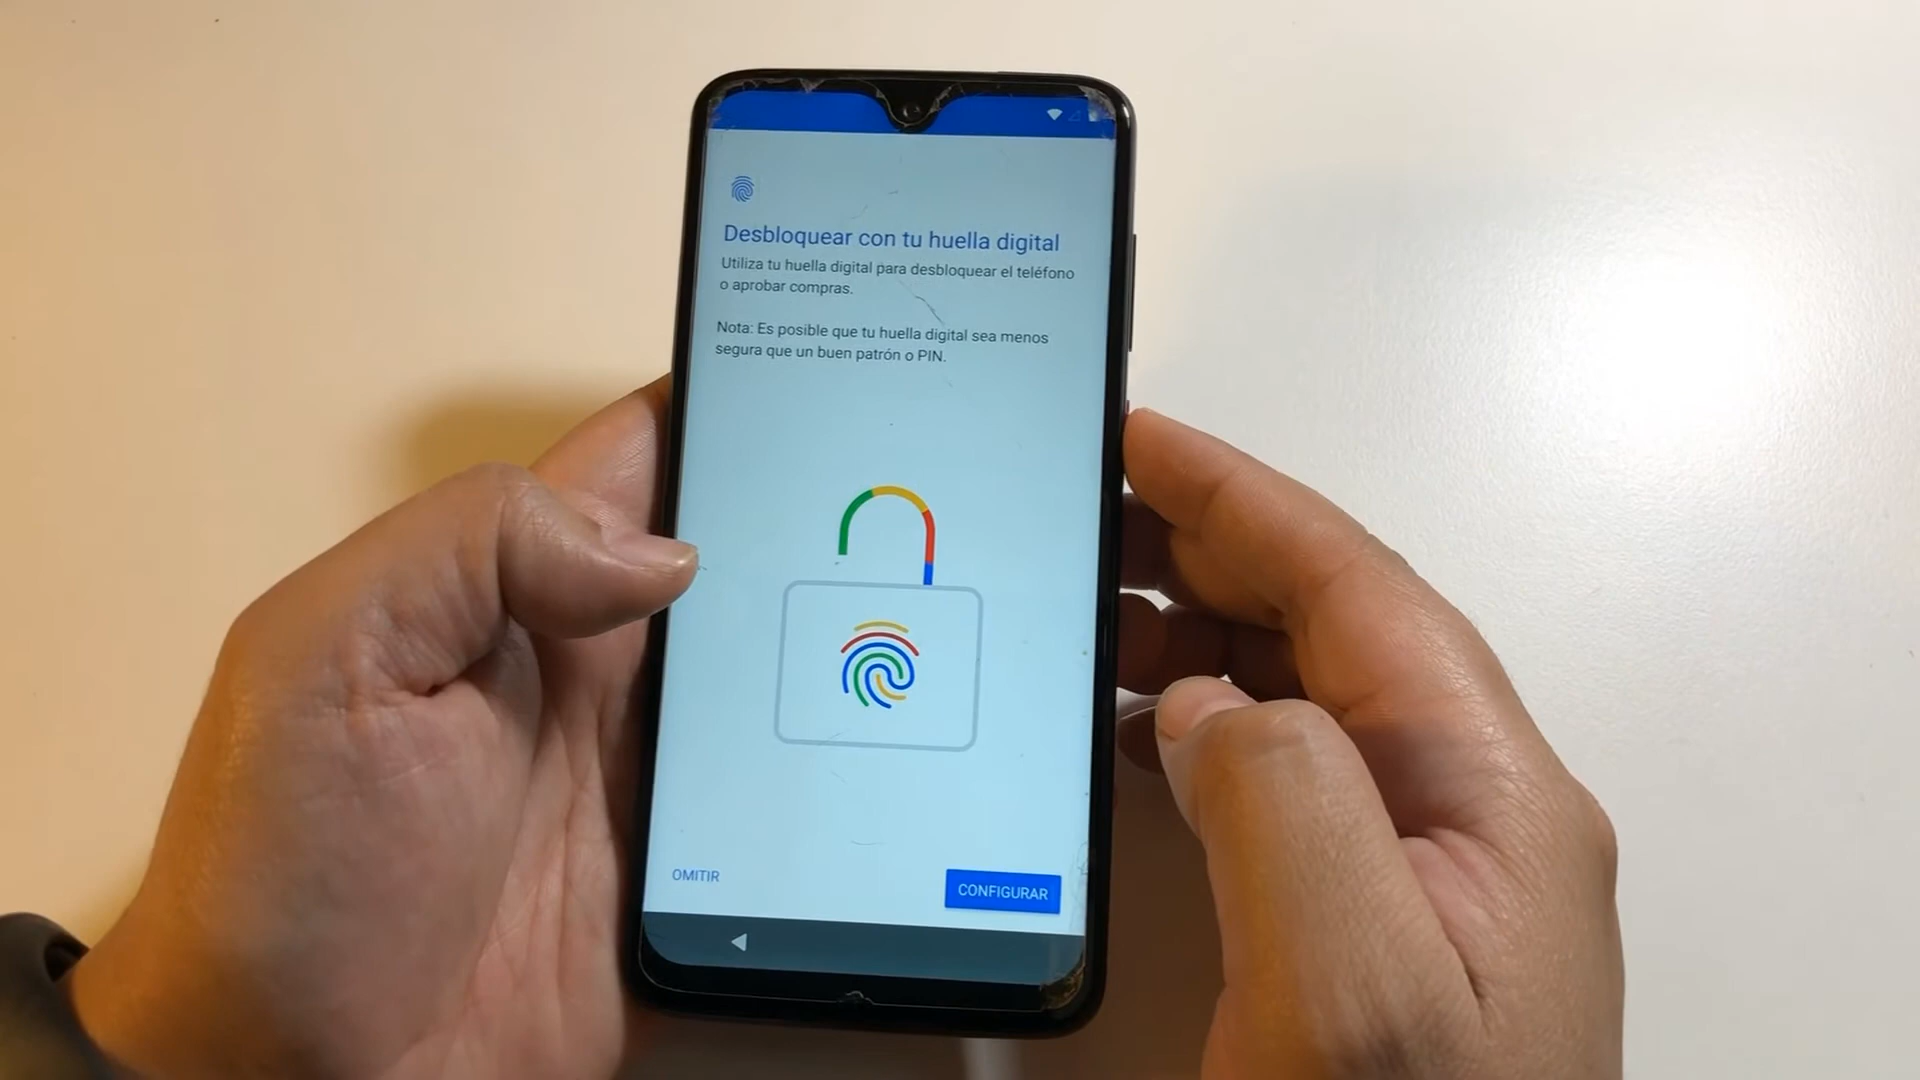 Desbloquear con tu huella digital
Utiliza tu huella digital para desbloquear el teléfono
o aprobar compras.
Nota: Es posible que tu huella digital sea menos
segura que un buen patrón o PIN.
OMITIR
CONFIGURAR